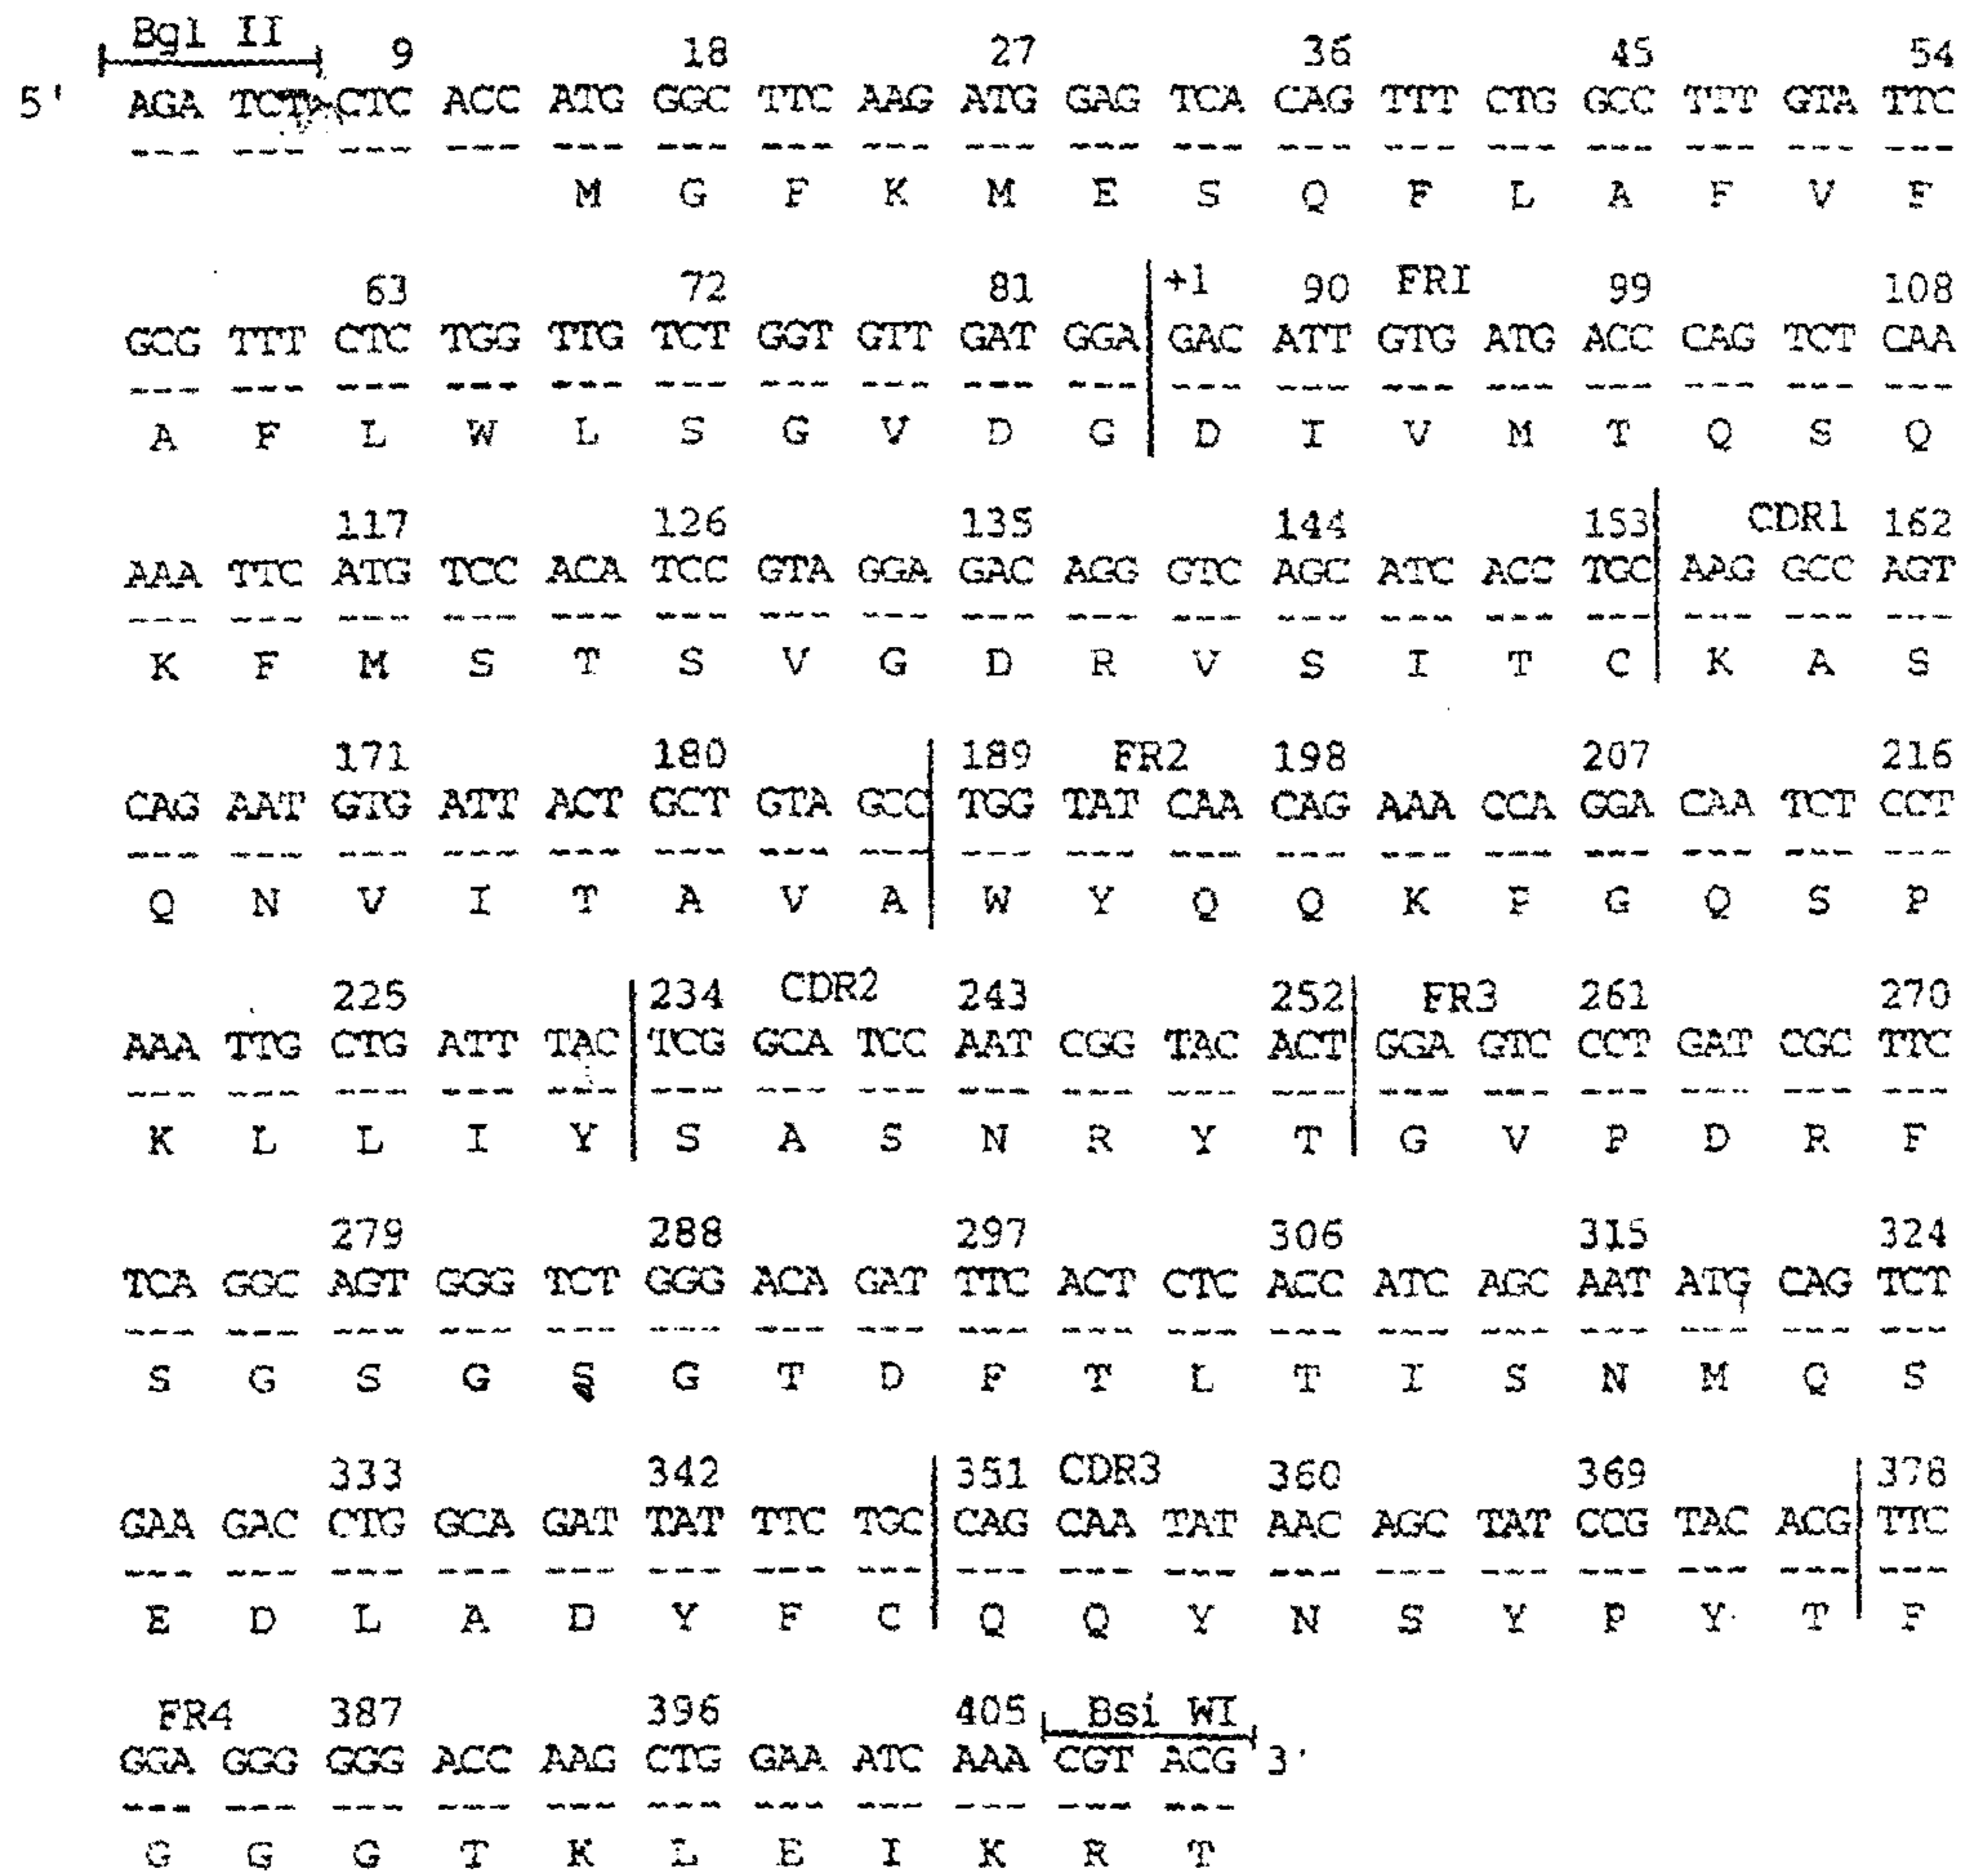 Bgl II 9 18 27 36 45 54
5' AGA TCT CTC ACC ATG GGC TTC AAG ATG GAG TCA CAG TTT CTG GCC TTT GTA TTC
--- --- --- --- --- --- --- --- --- --- --- --- --- --- --- --- --- ---
M G F K M E S Q F L A F V F
63 72 81 +1 90 FR1 99 108
GCG TTT CTC TGG TTG TCT GGT GTT GAT GGA GAC ATT GTG ATG ACC CAG TCT CAA
--- --- --- --- --- --- --- --- --- --- --- --- --- --- --- --- --- ---
A F L W L S G V D G D I V M T Q S Q
117 126 135 144 153 CDR1 162
AAA TTC ATG TCC ACA TCC GTA GGA GAC AGG GTC AGC ATC ACC TGC AAG GCC AGT
--- --- --- --- --- --- --- --- --- --- --- --- --- --- --- --- --- ---
K F M S T S V G D R V S I T C K A S
171 180 189 FR2 198 207 216
CAG AAT GTG ATT ACT GCT GTA GCC TGG TAT CAA CAG AAA CCA GGA CAA TCT CCT
--- --- --- --- --- --- --- --- --- --- --- --- --- --- --- --- --- ---
Q N V I T A V A W Y Q Q K P G Q S P
225 234 CDR2 243 252 FR3 261 270
AAA TTG CTG ATT TAC TCG GCA TCC AAT CGG TAC ACT GGA GTC CCT GAT CGC TTC
--- --- --- --- --- --- --- --- --- --- --- --- --- --- --- --- --- ---
K L L I Y S A S N R Y T G V P D R F
279 288 297 306 315 324
TCA GGC AGT GGG TCT GGG ACA GAT TTC ACT CTC ACC ATC AGC AAT ATG CAG TCT
--- --- --- --- --- --- --- --- --- --- --- --- --- --- --- --- --- ---
S G S G S G T D F T L T I S N M Q S
333 342 351 CDR3 360 369 378
GAA GAC CTG GCA GAT TAT TTC TGC CAG CAA TAT AAC AGC TAT CCG TAC ACG TTC
--- --- --- --- --- --- --- --- --- --- --- --- --- --- --- --- --- ---
E D L A D Y F C Q Q Y N S Y P Y T F
FR4 387 396 405 Bsi WI
GGA GGG GGG ACC AAG CTG GAA ATC AAA CGT ACG 3'
--- --- --- --- --- --- --- --- --- --- ---
G G G T K L E I K R T